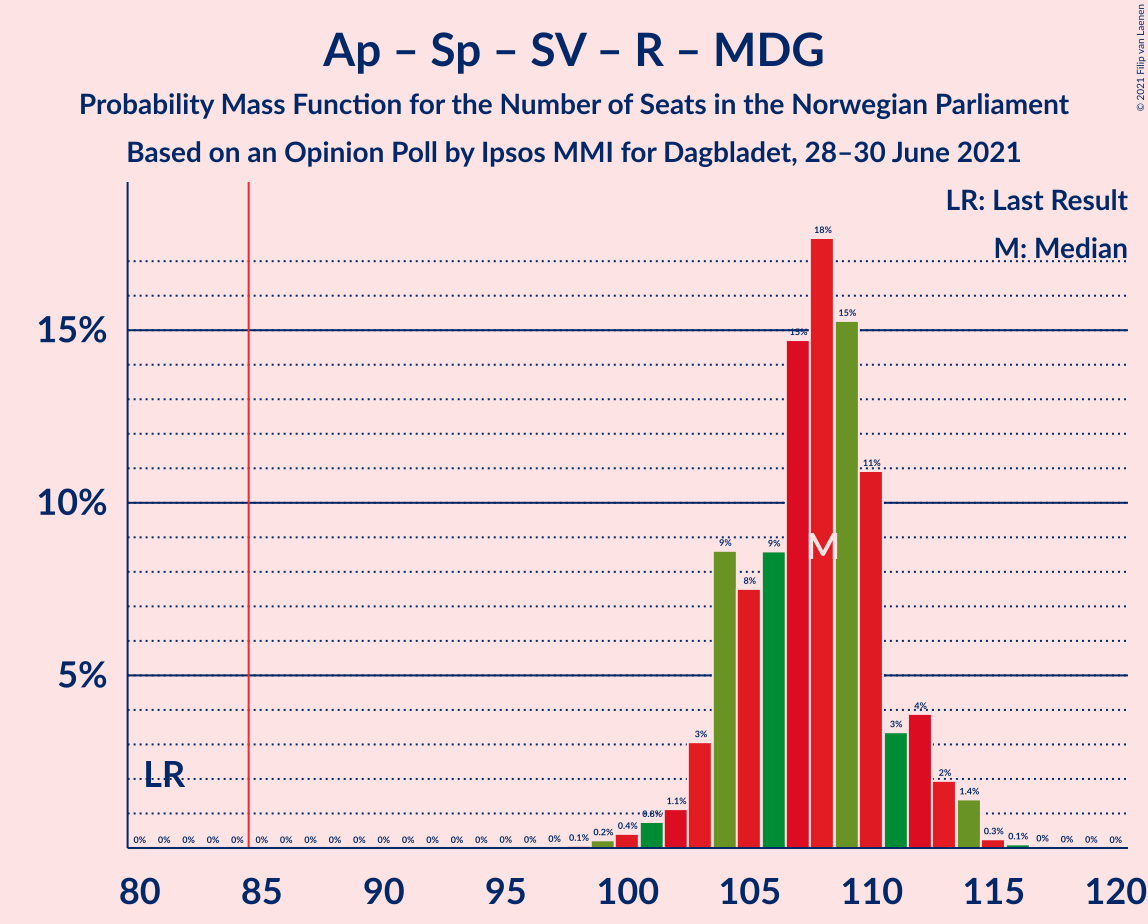 Ap – Sp – SV – R – MDG
Probability Mass Function for the Number of Seats in the Norwegian Parliament
Based on an Opinion Poll by Ipsos MMI for Dagbladet, 28–30 June 2021
© 2021 Filip van Laenen
LR: Last Result
M: Median
15%
10%
5%
LR
M
0% 0% 0% 0% 0% 0% 0% 0% 0% 0% 0% 0% 0% 0% 0% 0% 0% 0% 0.1% 0.2% 0.4% 0.8% 1.1% 3% 9% 8% 9% 15% 18% 15% 11% 3% 4% 2% 1.4% 0.3% 0.1% 0% 0% 0% 0%
80 85 90 95 100 105 110 115 120